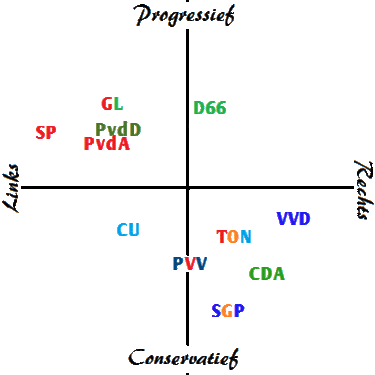 Progressief
GL
D66
SP
PvdD
PvdA
Links
Rechts
VVD
CU
TON
PVV
CDA
SGP
Conservatief